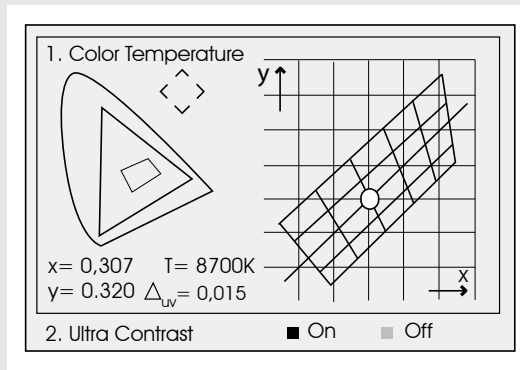 1. Color Temperature
y
x
x= 0,307 T= 8700K
y= 0.320 △uv= 0,015
2. Ultra Contrast On Off